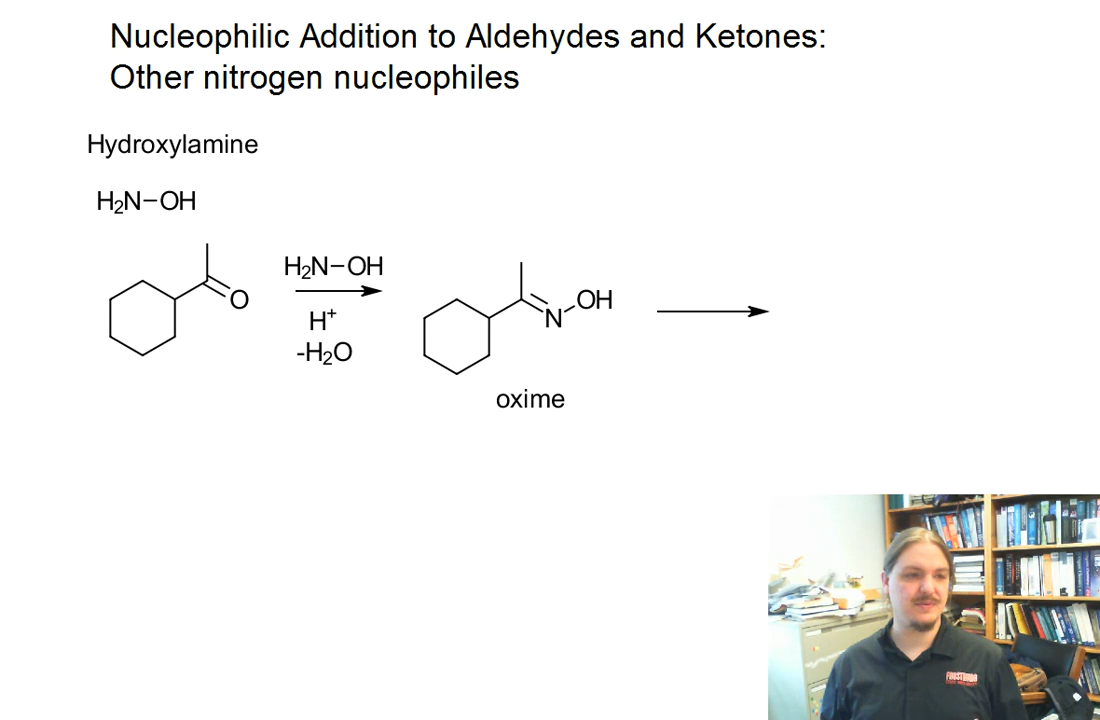 Nucleophilic Addition to Aldehydes and Ketones:
Other nitrogen nucleophiles
Hydroxylamine
H₂N–OH
O
H₂N–OH
H⁺
-H₂O
N
OH
oxime